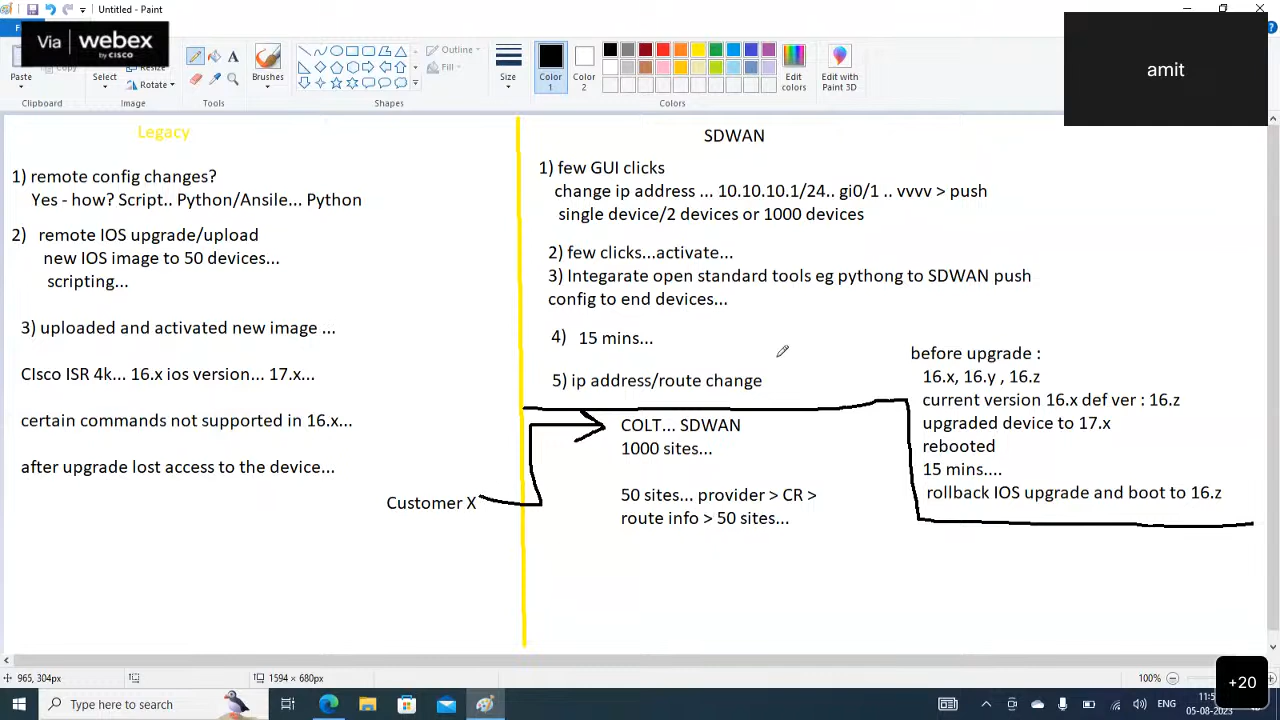 Untitled - Paint
Via webex
by CISCO
Paste
Copy
Clipboard
Select
Resize
Rotate
Image
Tools
Brushes
Outline
Fill
Shapes
Size
Color
1
Color
2
Edit
colors
Edit with
Paint 3D
Colors
amit
Legacy
1) remote config changes?
Yes - how? Script.. Python/Ansile... Python
2) remote IOS upgrade/upload
new IOS image to 50 devices...
scripting...
3) uploaded and activated new image ...
CIsco ISR 4k... 16.x ios version... 17.x...
certain commands not supported in 16.x...
after upgrade lost access to the device...
Customer X
SDWAN
1) few GUI clicks
change ip address ... 10.10.10.1/24.. gi0/1 .. vvvv > push
single device/2 devices or 1000 devices
2) few clicks...activate...
3) Integarate open standard tools eg pythong to SDWAN push
config to end devices...
4) 15 mins...
5) ip address/route change
COLT... SDWAN
1000 sites...
50 sites... provider > CR >
route info > 50 sites...
before upgrade :
16.x, 16.y , 16.z
current version 16.x def ver : 16.z
upgraded device to 17.x
rebooted
15 mins....
rollback IOS upgrade and boot to 16.z
965, 304px
1594 × 680px
100%
+20
Type here to search
ENG
05-08-2023